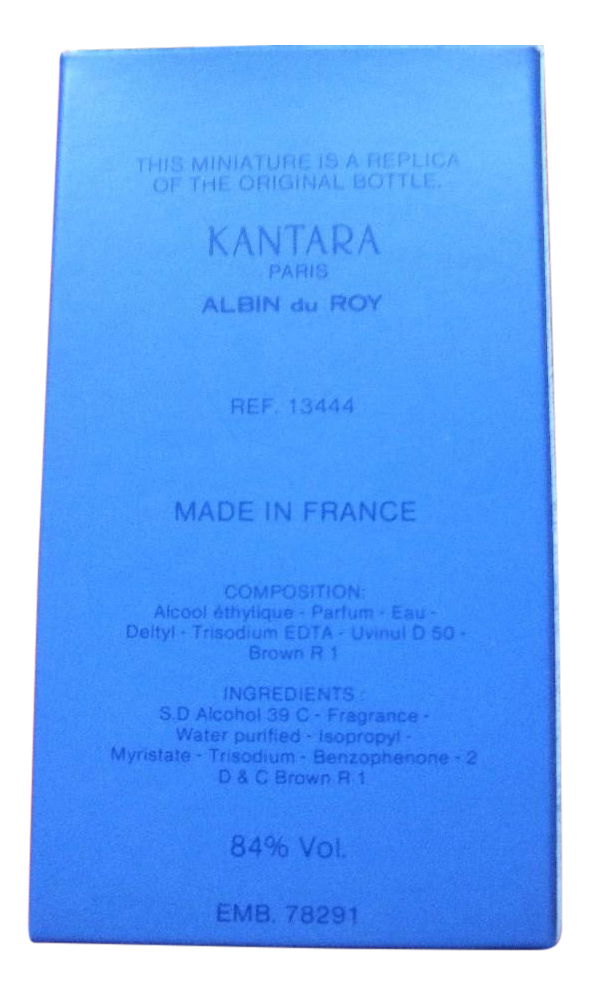 THIS MINIATURE IS A REPLICA
OF THE ORIGINAL BOTTLE.
KANTARA
PARIS
ALBIN du ROY
REF. 13444
MADE IN FRANCE
COMPOSITION:
Alcool éthylique - Parfum - Eau -
Deltyl - Trisodium EDTA - Uvinul D 50 -
Brown R 1
INGREDIENTS :
S.D Alcohol 39 C - Fragrance -
Water purified - Isopropyl -
Myristate - Trisodium - Benzophenone - 2
D & C Brown R 1
84% Vol.
EMB. 78291